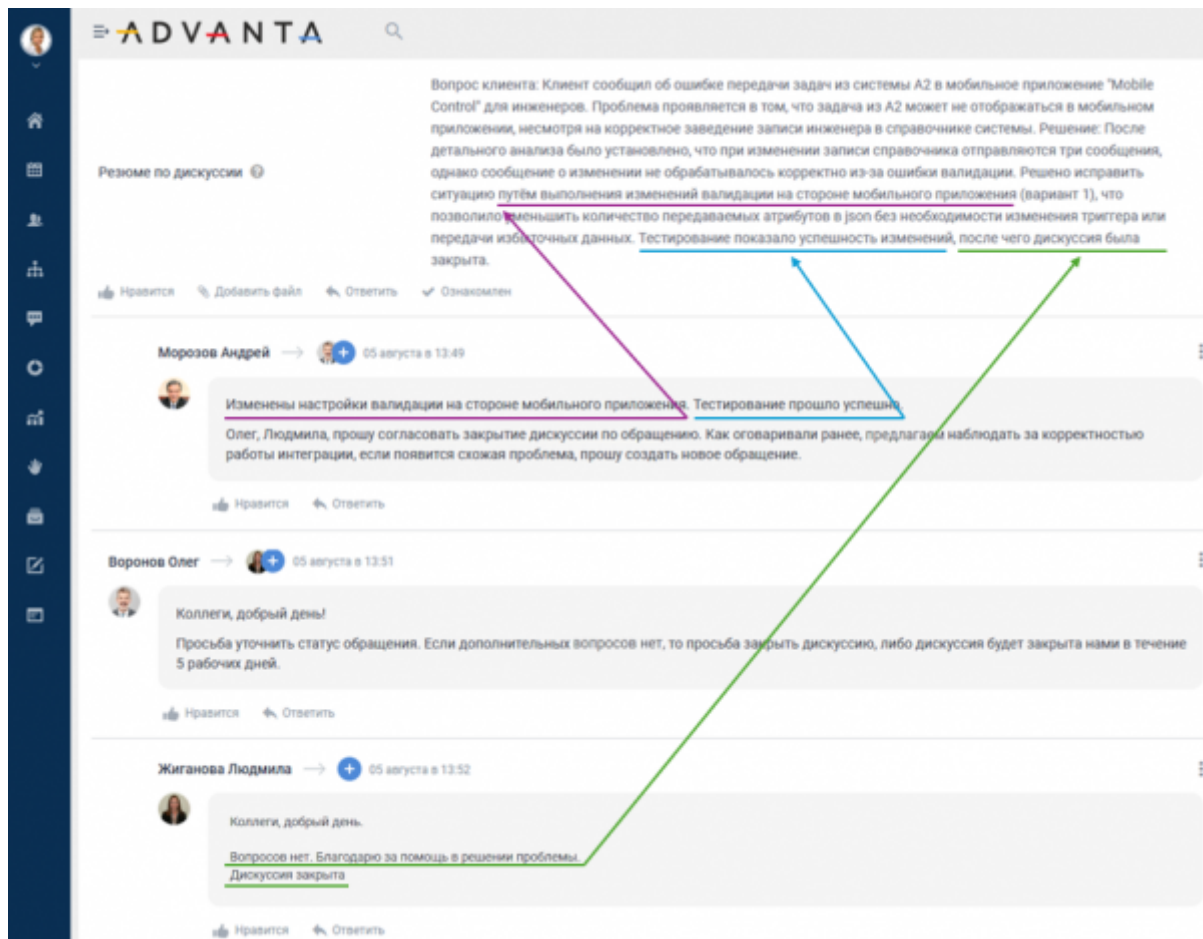 ADVANTA
Вопрос клиента: Клиент сообщил об ошибке передачи задач из системы А2 в мобильное приложение "Mobile
Control" для инженеров. Проблема проявляется в том, что задача из А2 может не отображаться в мобильном
приложении, несмотря на корректное заведение записи инженера в справочнике системы. Решение: После
детального анализа было установлено, что при изменении записи справочника отправляются три сообщения,
Резюме по дискуссии
однако сообщение о изменении не обрабатывалось корректно из-за ошибки валидации. Решено исправить
ситуацию путём выполнения изменений валидации на стороне мобильного приложения (вариант 1), что
позволило уменьшить количество передаваемых атрибутов в json без необходимости изменения триггера или
передачи избыточных данных. Тестирование показало успешность изменений, после чего дискуссия была
закрыта.
Нравится Добавить файл Ответить Ознакомлен
Морозов Андрей 05 августа в 13:49
Изменены настройки валидации на стороне мобильного приложения. Тестирование прошло успешно.
Олег, Людмила, прошу согласовать закрытие дискуссии по обращению. Как оговаривали ранее, предлагаем наблюдать за корректностью
работы интеграции, если появится схожая проблема, прошу создать новое обращение.
Нравится Ответить
Воронов Олег 05 августа в 13:51
Коллеги, добрый день!
Просьба уточнить статус обращения. Если дополнительных вопросов нет, то просьба закрыть дискуссию, либо дискуссия будет закрыта нами в течение
5 рабочих дней.
Нравится Ответить
Жиганова Людмила 05 августа в 13:52
Коллеги, добрый день.
Вопросов нет. Благодарю за помощь в решении проблемы.
Дискуссия закрыта
Нравится Ответить